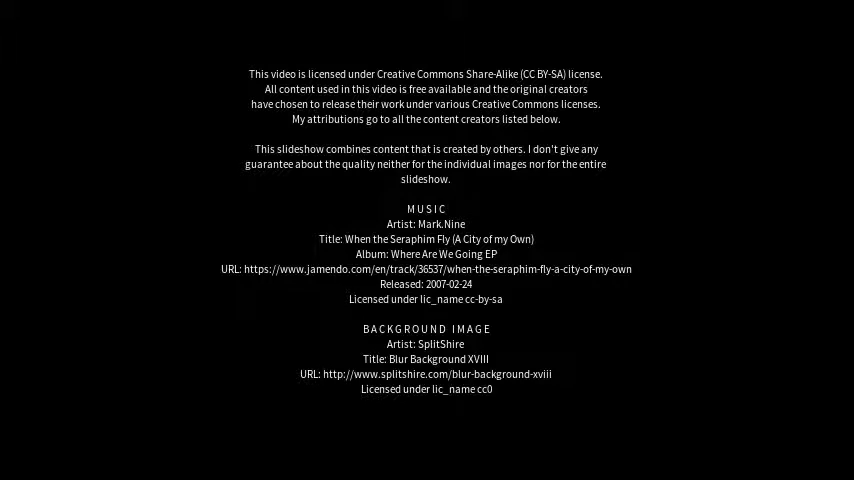 This video is licensed under Creative Commons Share-Alike (CC BY-SA) license.
All content used in this video is free available and the original creators
have chosen to release their work under various Creative Commons licenses.
My attributions go to all the content creators listed below.
This slideshow combines content that is created by others. I don't give any
guarantee about the quality neither for the individual images nor for the entire
slideshow.
MUSIC
Artist: Mark.Nine
Title: When the Seraphim Fly (A City of my Own)
Album: Where Are We Going EP
URL: https://www.jamendo.com/en/track/36537/when-the-seraphim-fly-a-city-of-my-own
Released: 2007-02-24
Licensed under lic_name cc-by-sa
BACKGROUND IMAGE
Artist: SplitShire
Title: Blur Background XVIII
URL: http://www.splitshire.com/blur-background-xviii
Licensed under lic_name cc0